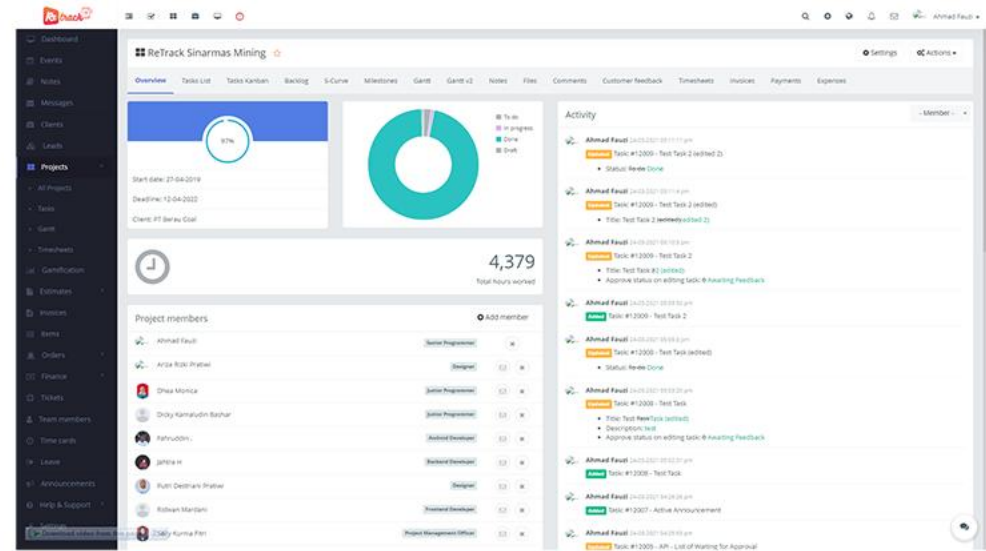 Ahmad Fauzi
Dashboard
Events
Notes
Messages
Clients
Leads
Projects
All Projects
Tasks
Gantt
Timesheets
Gamification
Estimates
Invoices
Items
Orders
Finance
Tickets
Team members
Time cards
Leave
Announcements
Help & Support
Settings
ReTrack Sinarmas Mining
Settings
Actions
Overview Tasks List Tasks Kanban Backlog S-Curve Milestones Gantt Gantt v2 Notes Files Comments Customer feedback Timesheets Invoices Payments Expenses
97%
Start date: 27-04-2019
Deadline: 12-04-2022
Client: PT Berau Coal
To do
In progress
Done
Draft
4,379
Total hours worked
Project members
Add member
Ahmad Fauzi Senior Programmer
Ariza Rizki Pratiwi Designer
Dhea Monica Junior Programmer
Dicky Kamaludin Bashar Junior Programmer
Fahruddin . Android Developer
Backend Developer
Putri Destriani Pratiwi Designer
Ridwan Mardani Frontend Developer
Kurnia Fitri Project Management Officer
Activity
- Member -
Ahmad Fauzi
Updated Task: #12009 - Test Task 2 (edited 2)
Status: Re-do Done
Ahmad Fauzi
Updated Task: #12009 - Test Task 2 (edited)
Title: Test Task 2 (edited)edited 2)
Ahmad Fauzi
Updated Task: #12009 - Test Task 2
Title: Test Task #2 (edited)
Approve status on editing task: 0 Awaiting Feedback
Ahmad Fauzi
Added Task: #12009 - Test Task 2
Ahmad Fauzi
Updated Task: #12008 - Test Task (edited)
Status: Re-do Done
Ahmad Fauzi
Updated Task: #12008 - Test Task
Title: Test Task (edited)
Description: test
Approve status on editing task: 0 Awaiting Feedback
Ahmad Fauzi
Added Task: #12008 - Test Task
Ahmad Fauzi
Added Task: #12007 - Active Announcement
Ahmad Fauzi
API - List of Waiting for Approval